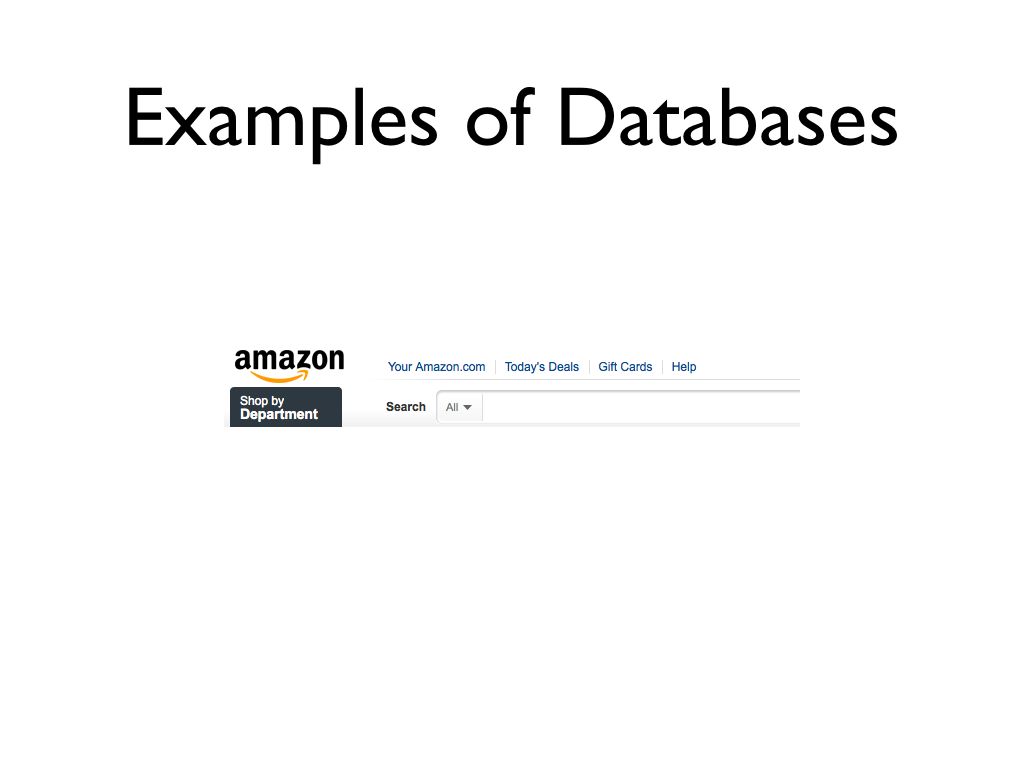 Examples of Databases
amazon
Your Amazon.com Today's Deals Gift Cards Help
Shop by
Department
Search All